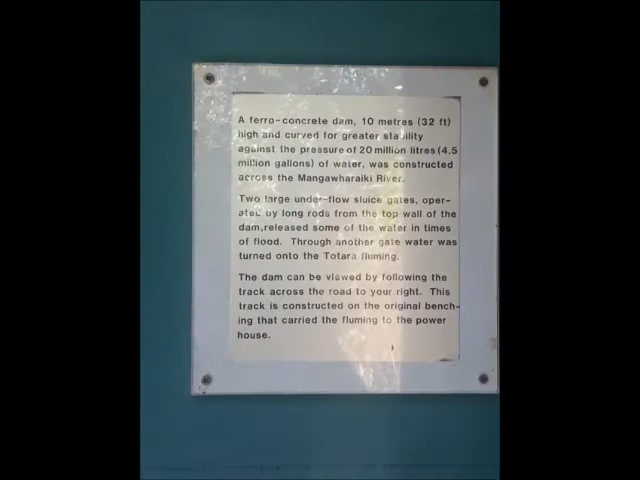 A ferro-concrete dam, 10 metres (32 ft)
high and curved for greater stability
against the pressure of 20 million litres (4.5
million gallons) of water, was constructed
across the Mangawharaiki River.
Two large under-flow sluice gates, oper-
ated by long rods from the top wall of the
dam,released some of the water in times
of flood. Through another gate water was
turned onto the Totara fluming.
The dam can be viewed by following the
track across the road to your right. This
track is constructed on the original bench-
ing that carried the fluming to the power
house.